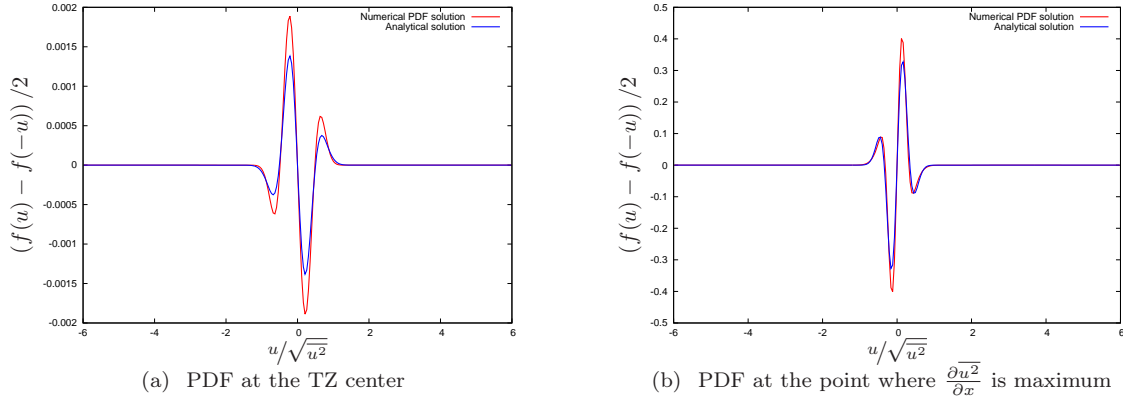 0.002
0.0015
0.001
0.0005
0
-0.0005
-0.001
-0.0015
-0.002
(f(u) − f(−u))/2
Numerical PDF solution
Analytical solution
-6 -4 -2 0 2 4 6
u/√\overline{u²}
(a) PDF at the TZ center
0.5
0.4
0.3
0.2
0.1
0
-0.1
-0.2
-0.3
-0.4
-0.5
(f(u) − f(−u))/2
Numerical PDF solution
Analytical solution
-6 -4 -2 0 2 4 6
u/√\overline{u²}
(b) PDF at the point where ∂\overline{u²}/∂x is maximum